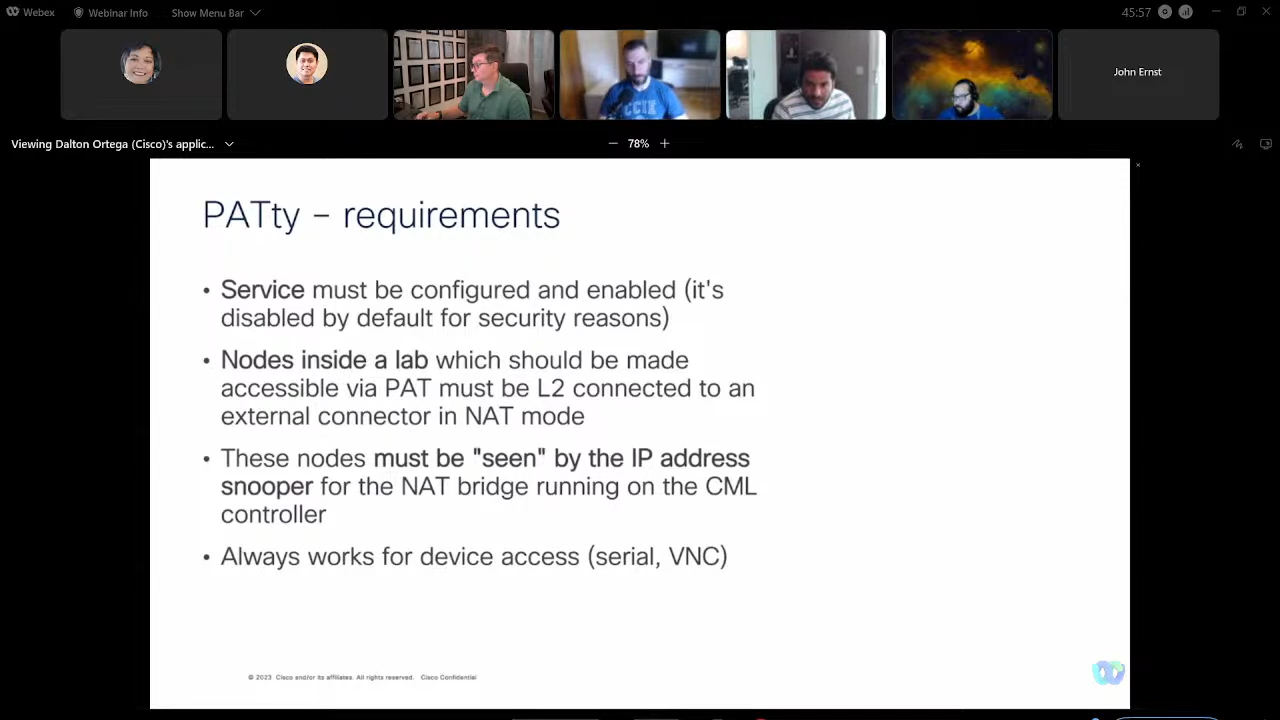 Webex
Webinar Info
Show Menu Bar
45:57
CCIE
John Ernst
Viewing Dalton Ortega (Cisco)'s applic...
78%
PATty – requirements
• Service must be configured and enabled (it's
disabled by default for security reasons)
• Nodes inside a lab which should be made
accessible via PAT must be L2 connected to an
external connector in NAT mode
• These nodes must be "seen" by the IP address
snooper for the NAT bridge running on the CML
controller
• Always works for device access (serial, VNC)
© 2023 Cisco and/or its affiliates. All rights reserved. Cisco Confidential